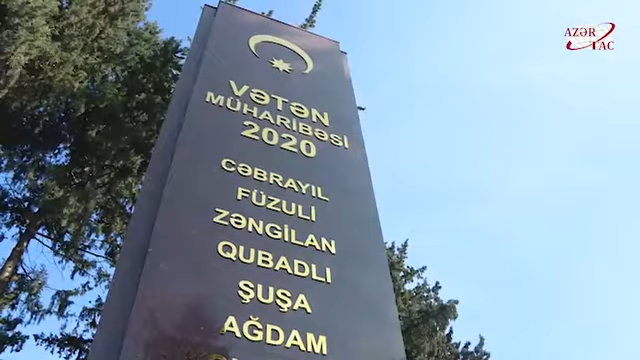 VƏTƏN
MÜHARİBƏSİ
2020
CƏBRAYIL
FÜZULİ
ZƏNGİLAN
QUBADLI
ŞUŞA
AĞDAM
AZƏR
TAC